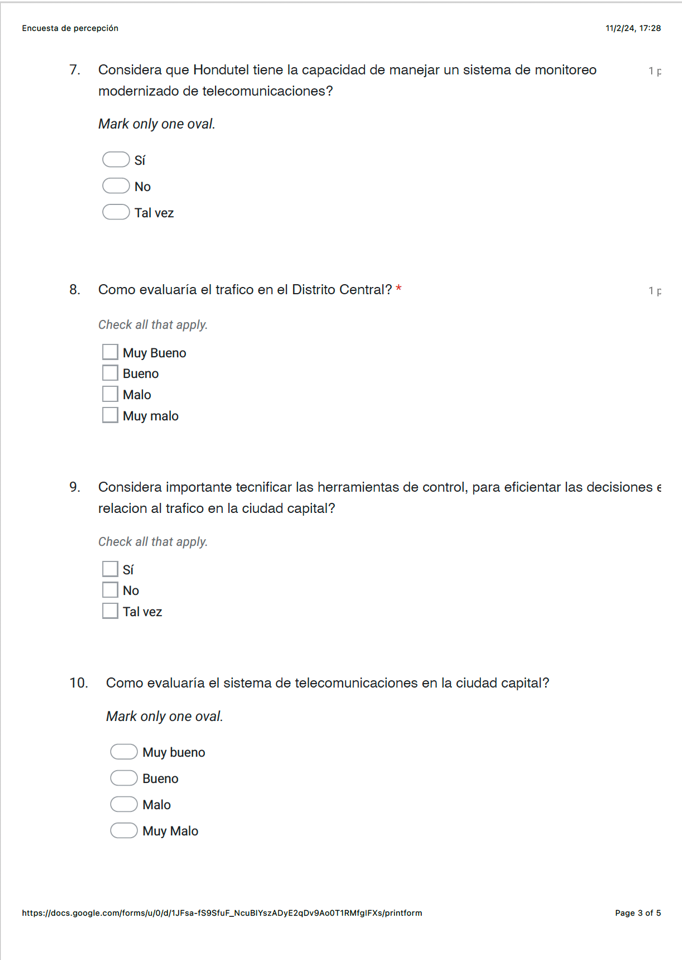 Encuesta de percepción 11/2/24, 17:28
7. Considera que Hondutel tiene la capacidad de manejar un sistema de monitoreo 1 p
modernizado de telecomunicaciones?
Mark only one oval.
Sí
No
Tal vez
8. Como evaluaría el trafico en el Distrito Central? * 1 p
Check all that apply.
Muy Bueno
Bueno
Malo
Muy malo
9. Considera importante tecnificar las herramientas de control, para eficientar las decisiones e
relacion al trafico en la ciudad capital?
Check all that apply.
Sí
No
Tal vez
10. Como evaluaría el sistema de telecomunicaciones en la ciudad capital?
Mark only one oval.
Muy bueno
Bueno
Malo
Muy Malo
https://docs.google.com/forms/u/0/d/1JFsa-fS9SfuF_NcuBIYszADyE2qDv9Ao0T1RMfgIFXs/printform Page 3 of 5